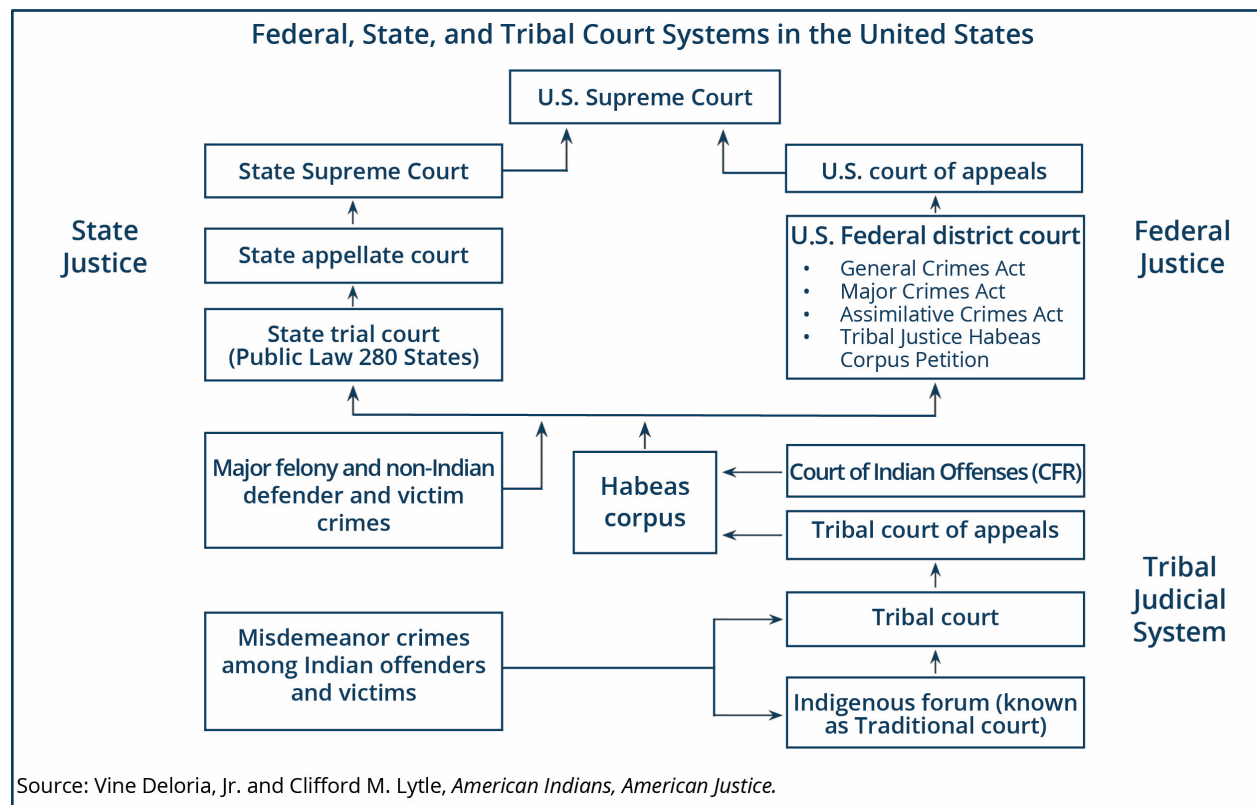 Federal, State, and Tribal Court Systems in the United States
U.S. Supreme Court
State Supreme Court
U.S. court of appeals
State
Justice
State appellate court
U.S. Federal district court
• General Crimes Act
• Major Crimes Act
• Assimilative Crimes Act
• Tribal Justice Habeas
Corpus Petition
Federal
Justice
State trial court
(Public Law 280 States)
Major felony and non-Indian
defender and victim
crimes
Habeas
corpus
Court of Indian Offenses (CFR)
Tribal court of appeals
Tribal
Judicial
System
Tribal court
Misdemeanor crimes
among Indian offenders
and victims
Indigenous forum (known
as Traditional court)
Source: Vine Deloria, Jr. and Clifford M. Lytle, American Indians, American Justice.